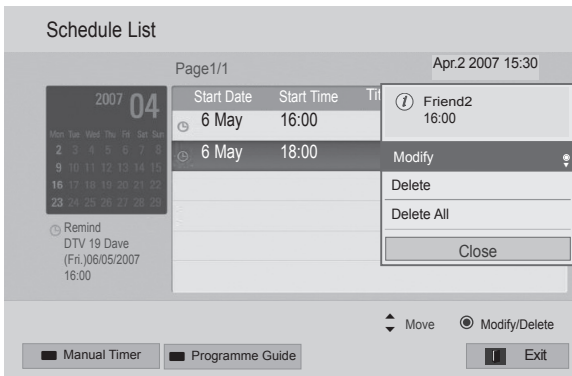 Schedule List
Page1/1
Apr.2 2007 15:30
2007 04
Mon Tue Wed Thu Fri Sat Sun
2 3 4 5 6 7 8
9 10 11 12 13 14 15
16 17 18 19 20 21 22
23 24 25 26 27 28 29
Remind
DTV 19 Dave
(Fri.)06/05/2007
16:00
Start Date Start Time
6 May 16:00
6 May 18:00
Friend2
16:00
Modify
Delete
Delete All
Close
Move Modify/Delete
Manual Timer Programme Guide Exit